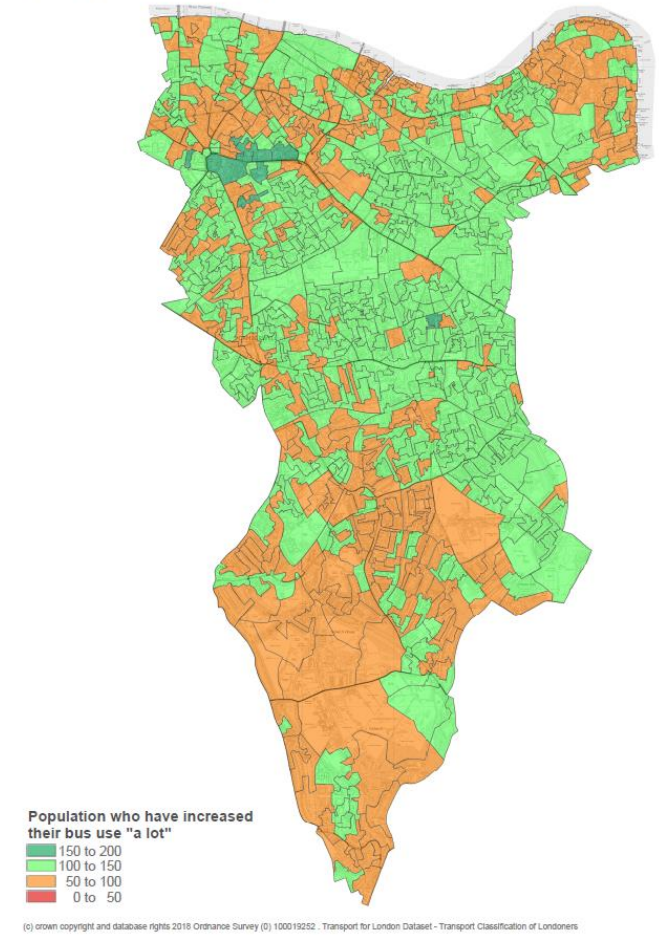 Population who have increased
their bus use "a lot"
150 to 200
100 to 150
50 to 100
0 to 50
(c) crown copyright and database rights 2018 Ordnance Survey (0) 100019252 . Transport for London Dataset - Transport Classification of Londoners